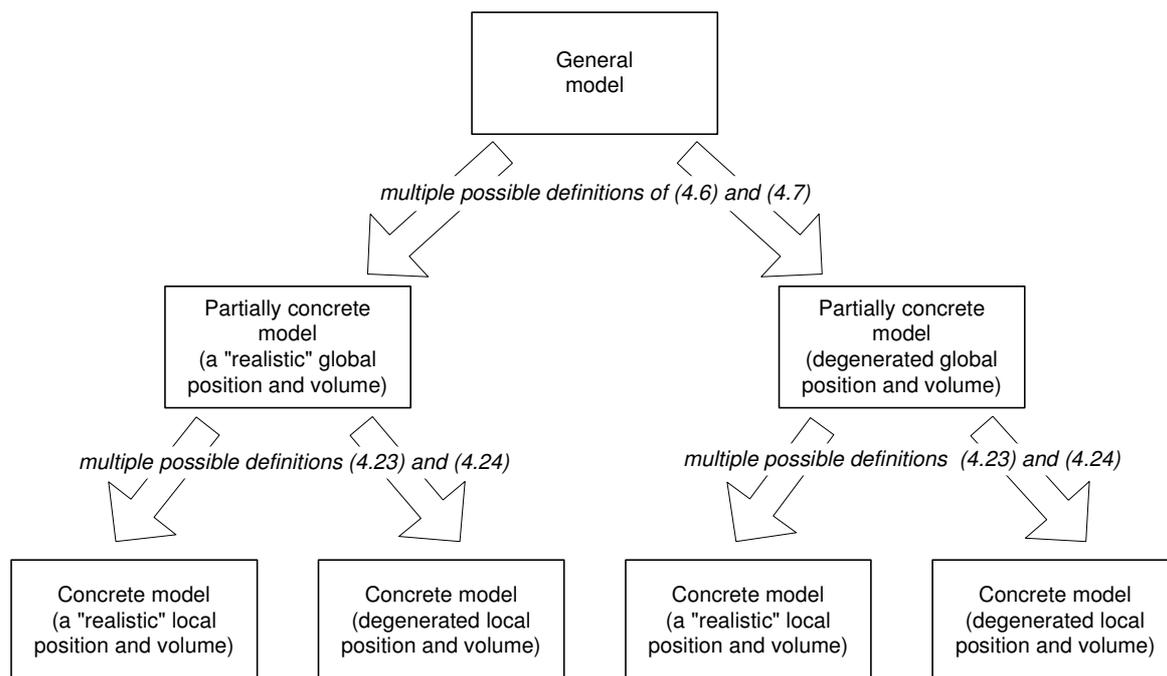 General
model
multiple possible definitions of (4.6) and (4.7)
Partially concrete
model
(a "realistic" global
position and volume)
Partially concrete
model
(degenerated global
position and volume)
multiple possible definitions (4.23) and (4.24)
multiple possible definitions  (4.23) and (4.24)
Concrete model
(a "realistic" local
position and volume)
Concrete model
(degenerated local
position and volume)
Concrete model
(a "realistic" local
position and volume)
Concrete model
(degenerated local
position and volume)